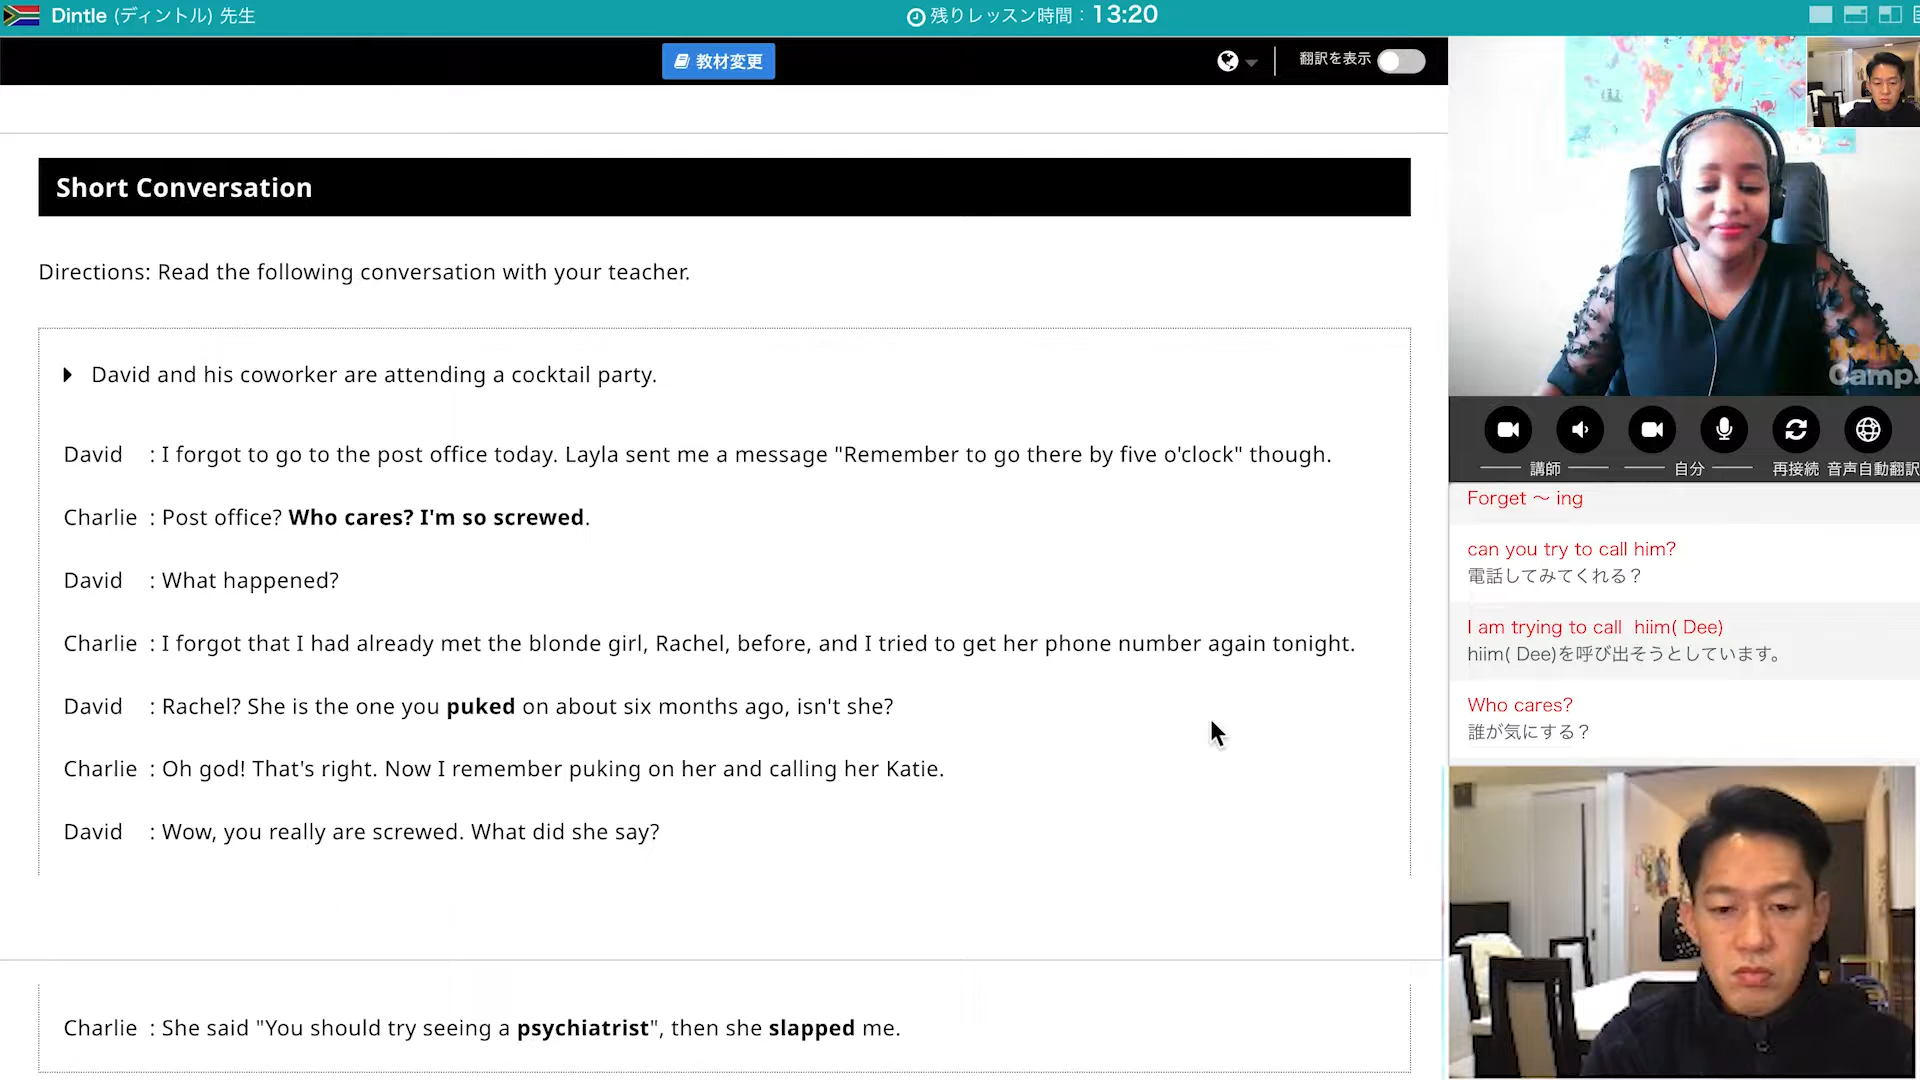 Dintle (ディントル) 先生
残りレッスン時間：13:20
教材変更
翻訳を表示
Short Conversation
Directions: Read the following conversation with your teacher.
David and his coworker are attending a cocktail party.
David : I forgot to go to the post office today. Layla sent me a message "Remember to go there by five o'clock" though.
Charlie : Post office? Who cares? I'm so screwed.
David : What happened?
Charlie : I forgot that I had already met the blonde girl, Rachel, before, and I tried to get her phone number again tonight.
David : Rachel? She is the one you puked on about six months ago, isn't she?
Charlie : Oh god! That's right. Now I remember puking on her and calling her Katie.
David : Wow, you really are screwed. What did she say?
Charlie : She said "You should try seeing a psychiatrist", then she slapped me.
Native
Camp.
講師
自分
再接続
音声自動翻訳
Forget ～ ing
can you try to call him?
電話してみてくれる？
I am trying to call hiim( Dee)
hiim( Dee)を呼び出そうとしています。
Who cares?
誰が気にする？